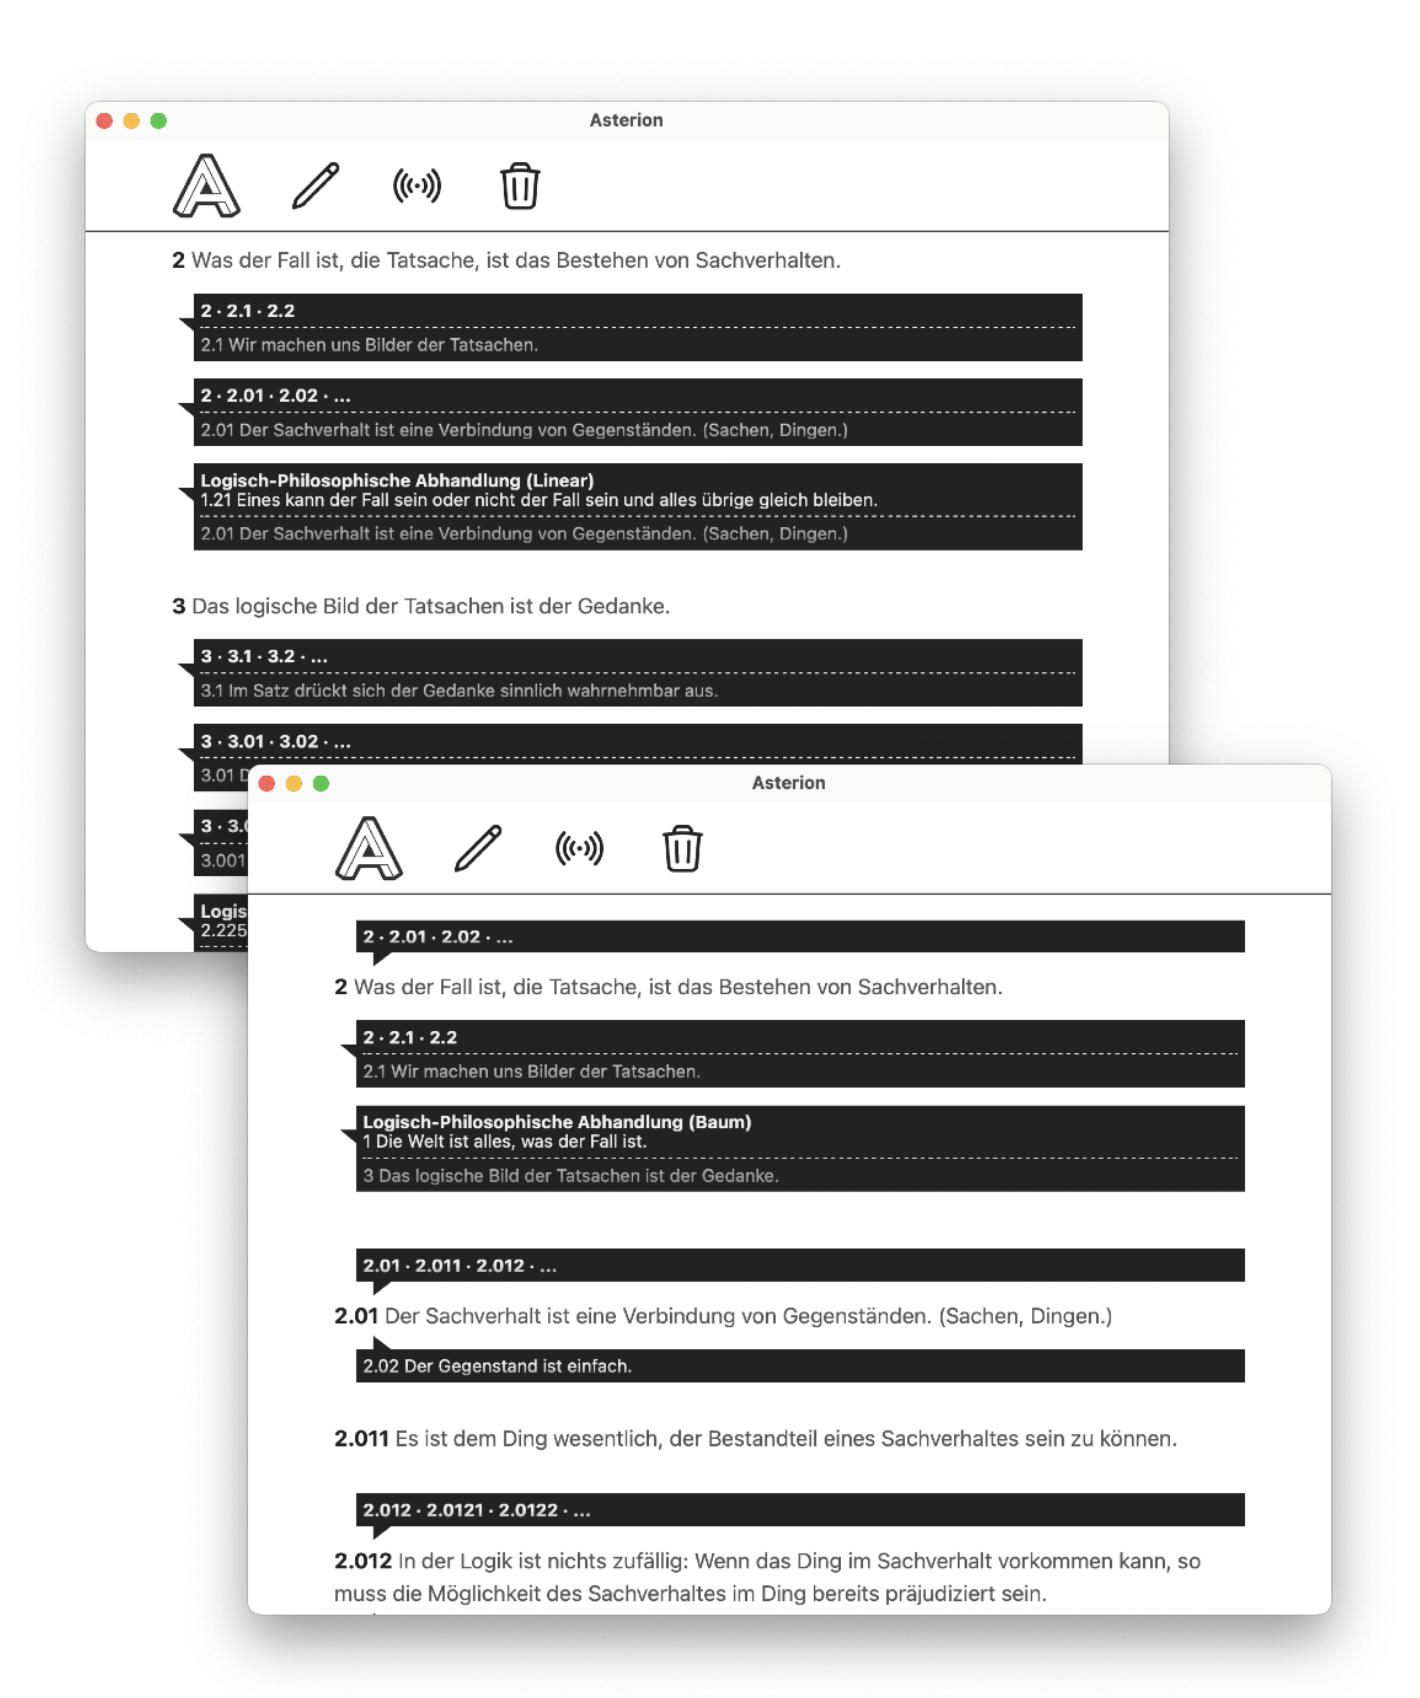 Asterion
2 Was der Fall ist, die Tatsache, ist das Bestehen von Sachverhalten.
2 · 2.1 · 2.2
2.1 Wir machen uns Bilder der Tatsachen.
2 · 2.01 · 2.02 · ...
2.01 Der Sachverhalt ist eine Verbindung von Gegenständen. (Sachen, Dingen.)
Logisch-Philosophische Abhandlung (Linear)
1.21 Eines kann der Fall sein oder nicht der Fall sein und alles übrige gleich bleiben.
2.01 Der Sachverhalt ist eine Verbindung von Gegenständen. (Sachen, Dingen.)
3 Das logische Bild der Tatsachen ist der Gedanke.
3 · 3.1 · 3.2 · ...
3.1 Im Satz drückt sich der Gedanke sinnlich wahrnehmbar aus.
3 · 3.01 · 3.02 · ...
3.01
3 ·
3.001
2.225
Asterion
2 · 2.01 · 2.02 · ...
2 Was der Fall ist, die Tatsache, ist das Bestehen von Sachverhalten.
2 · 2.1 · 2.2
2.1 Wir machen uns Bilder der Tatsachen.
Logisch-Philosophische Abhandlung (Baum)
1 Die Welt ist alles, was der Fall ist.
3 Das logische Bild der Tatsachen ist der Gedanke.
2.01 · 2.011 · 2.012 · ...
2.01 Der Sachverhalt ist eine Verbindung von Gegenständen. (Sachen, Dingen.)
2.02 Der Gegenstand ist einfach.
2.011 Es ist dem Ding wesentlich, der Bestandteil eines Sachverhaltes sein zu können.
2.012 · 2.0121 · 2.0122 · ...
2.012 In der Logik ist nichts zufällig: Wenn das Ding im Sachverhalt vorkommen kann, so
muss die Möglichkeit des Sachverhaltes im Ding bereits präjudiziert sein.